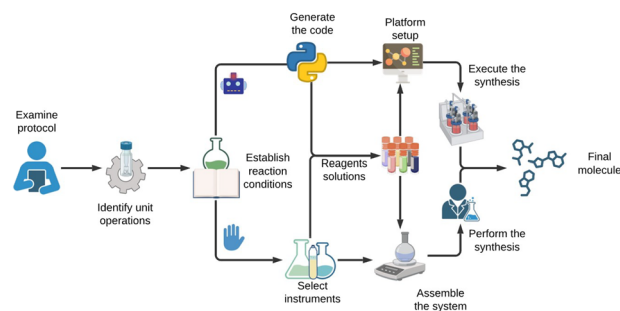 Generate
the code
Platform
setup
Execute the
synthesis
Examine
protocol
Identify unit
operations
Establish
reaction
conditions
Reagents
solutions
Final
molecule
Select
instruments
Perform the
synthesis
Assemble
the system